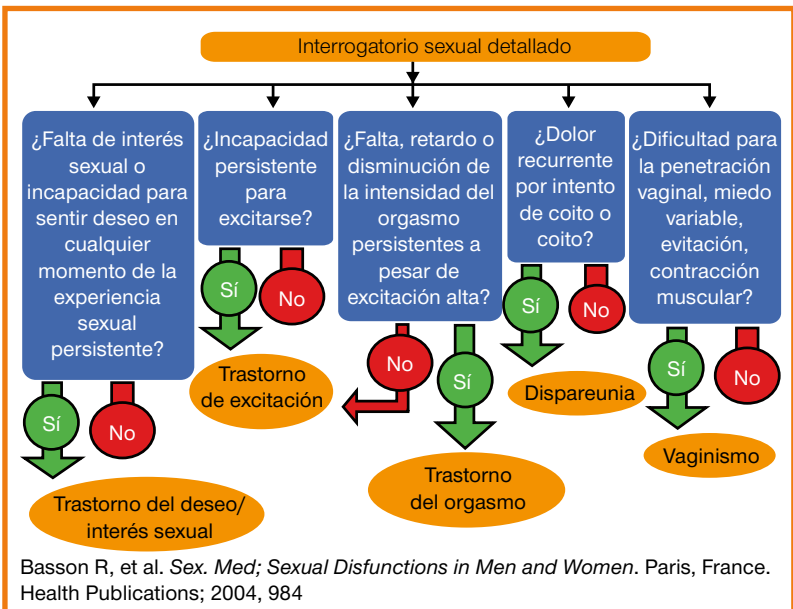 Interrogatorio sexual detallado
¿Falta de interés
sexual o
incapacidad para
sentir deseo en
cualquier
momento de la
experiencia
sexual
persistente?
Sí
No
Trastorno del deseo/
interés sexual
¿Incapacidad
persistente
para
excitarse?
Sí
No
Trastorno
de excitación
¿Falta, retardo o
disminución de
la intensidad del
orgasmo
persistentes a
pesar de
excitación alta?
No
Sí
Trastorno
del orgasmo
¿Dolor
recurrente
por intento
de coito o
coito?
Sí
No
Dispareunia
¿Dificultad para
la penetración
vaginal, miedo
variable,
evitación,
contracción
muscular?
Sí
No
Vaginismo
Basson R, et al. Sex. Med; Sexual Disfunctions in Men and Women. Paris, France.
Health Publications; 2004, 984